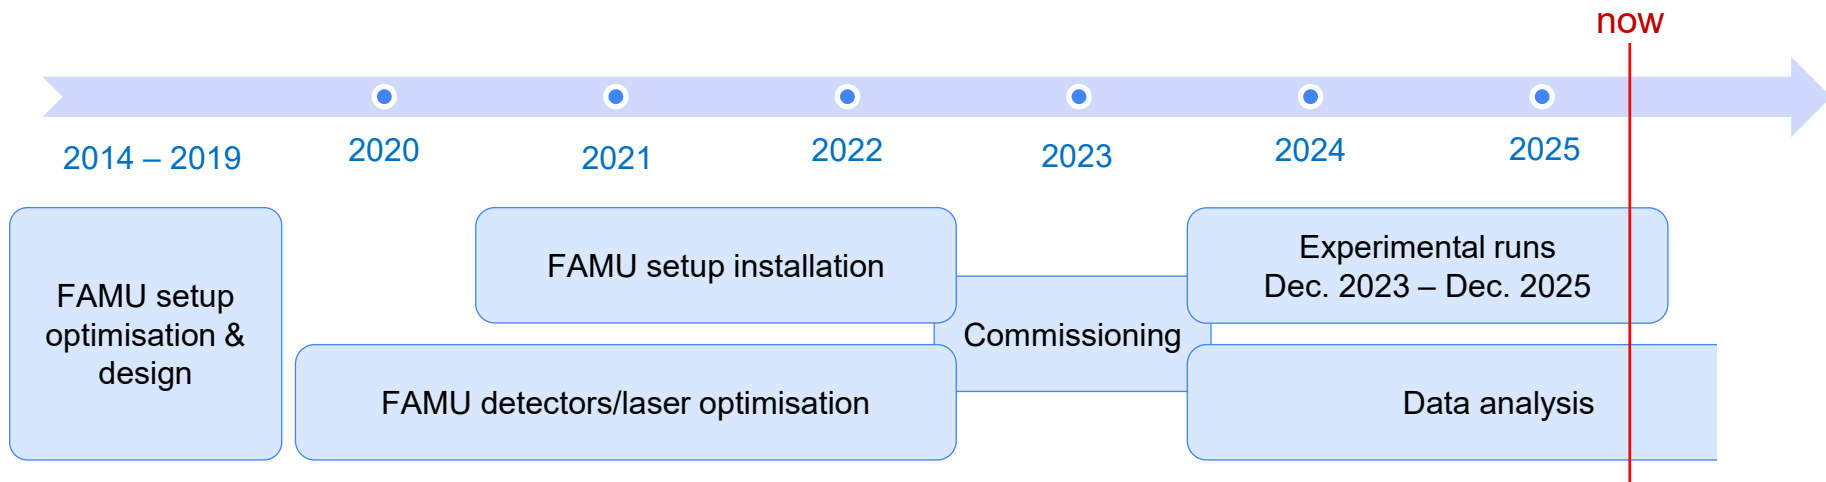 now
2014 – 2019
2020
2021
2022
2023
2024
2025
FAMU setup
optimisation &
design
FAMU setup installation
FAMU detectors/laser optimisation
Commissioning
Experimental runs
Dec. 2023 – Dec. 2025
Data analysis